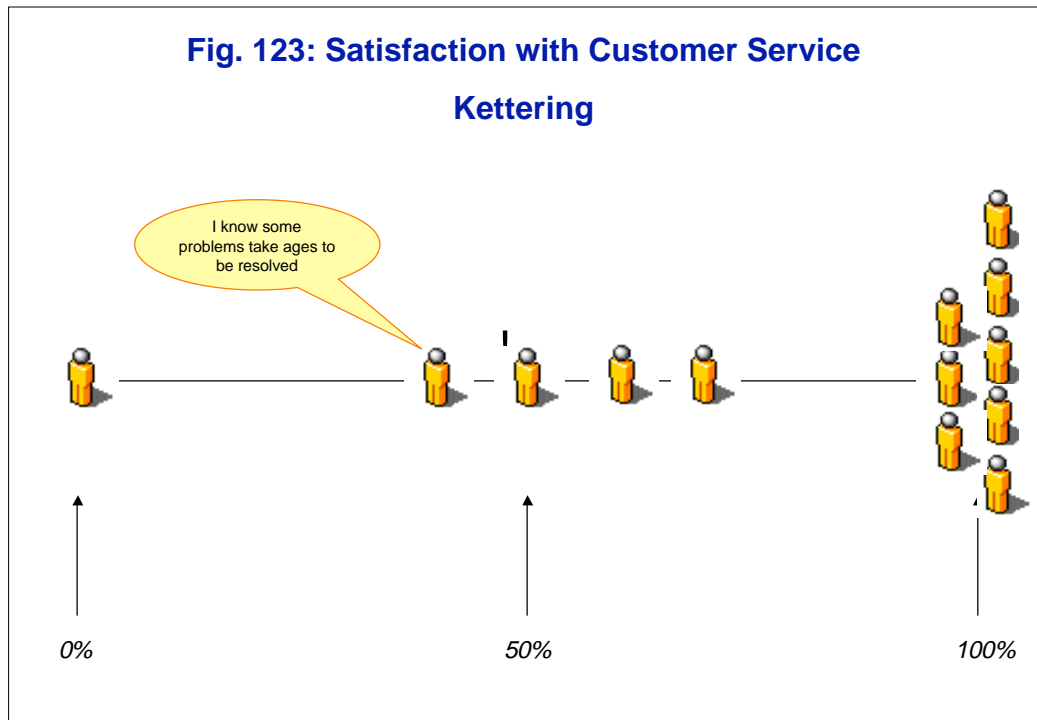 Fig. 123: Satisfaction with Customer Service
Kettering
I know some
problems take ages to
be resolved
0%
50%
100%